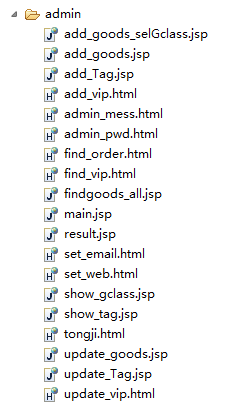 admin
add_goods_selGclass.jsp
add_goods.jsp
add_Tag.jsp
add_vip.html
admin_mess.html
admin_pwd.html
find_order.html
find_vip.html
findgoods_all.jsp
main.jsp
result.jsp
set_email.html
set_web.html
show_gclass.jsp
show_tag.jsp
tongji.html
update_goods.jsp
update_Tag.jsp
update_vip.html